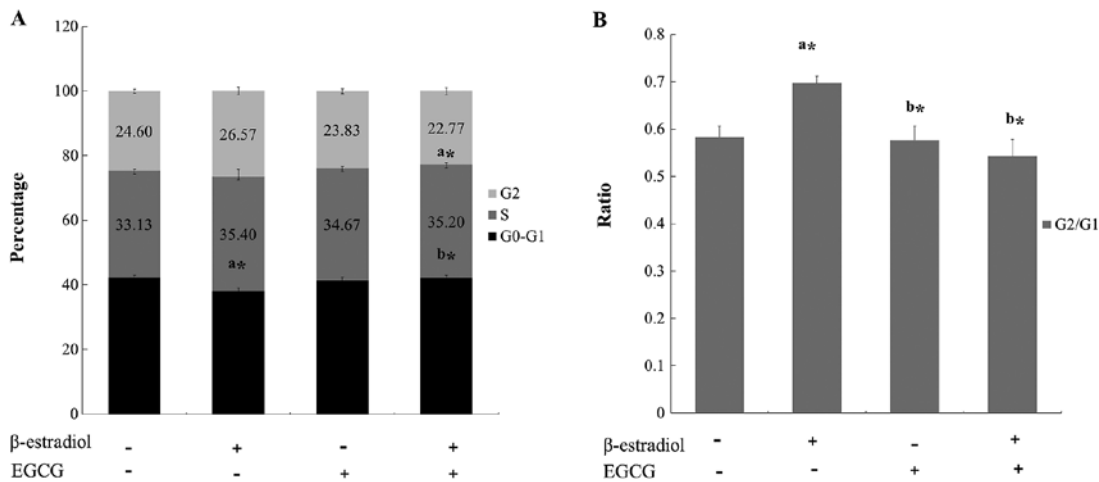 A
120
100
80
60
40
20
0
Percentage
24.60 26.57 23.83 22.77
a*
33.13 35.40 34.67 35.20
a* b*
G2
S
G0-G1
β-estradiol - + - +
EGCG - - + +
B
0.8
0.7
0.6
0.5
0.4
0.3
0.2
0.1
0
Ratio
a*
b* b*
G2/G1
β-estradiol - + - +
EGCG - - + +